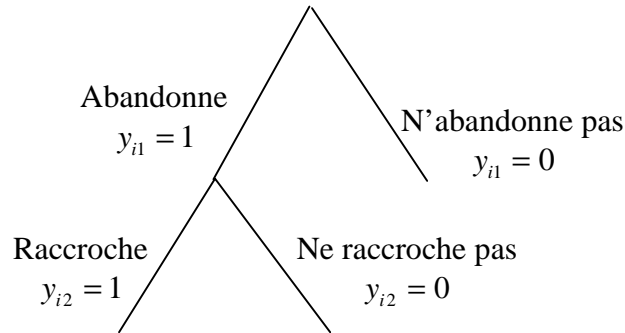 Abandonne
y_{i1} = 1
N’abandonne pas
y_{i1} = 0
Raccroche
y_{i2} = 1
Ne raccroche pas
y_{i2} = 0